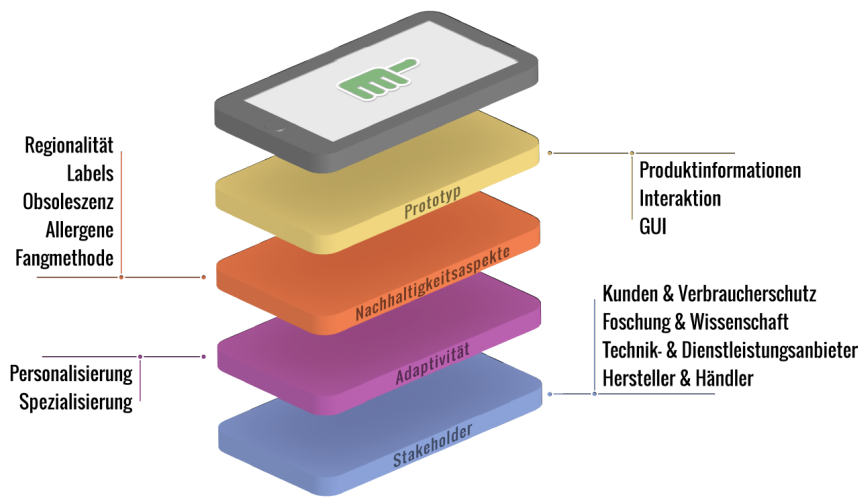 Regionalität
Labels
Obsoleszenz
Allergene
Fangmethode
Prototyp
Produktinformationen
Interaktion
GUI
Nachhaltigkeitsaspekte
Personalisierung
Spezialisierung
Adaptivität
Kunden & Verbraucherschutz
Foschung & Wissenschaft
Technik- & Dienstleistungsanbieter
Hersteller & Händler
Stakeholder